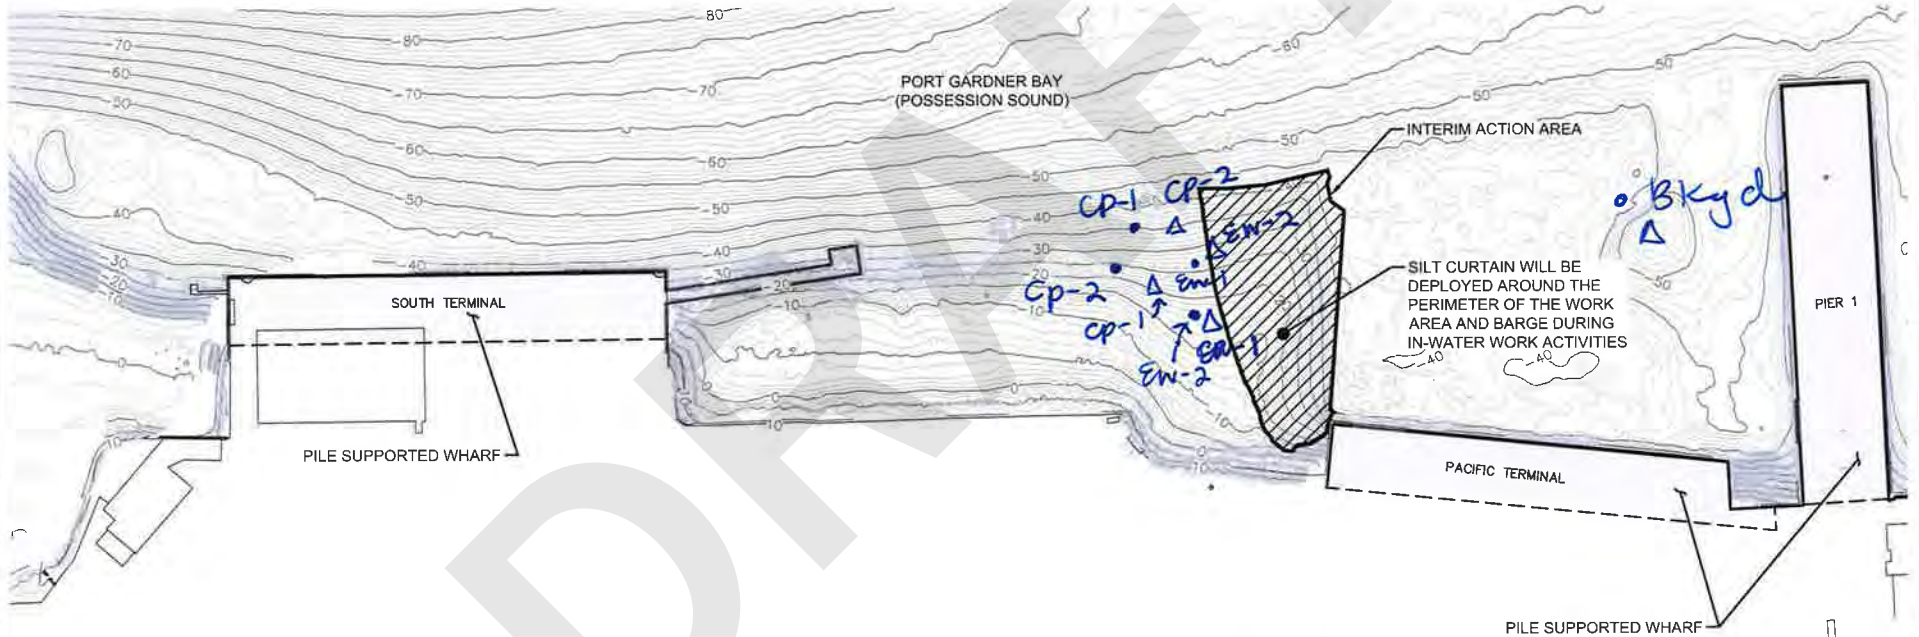 80
-80
-70
-60
-50
-70
-60
-50
-40
-70
-60
-50
-40
-60
-50
-50
50
-50
-40
-30
-20
-10
PORT GARDNER BAY
(POSSESSION SOUND)
INTERIM ACTION AREA
CP-1 CP-2
EW-2
Bkgd
Cp-2
EW-1
CP-1
EW-1
EW-2
SILT CURTAIN WILL BE
DEPLOYED AROUND THE
PERIMETER OF THE WORK
AREA AND BARGE DURING
IN-WATER WORK ACTIVITIES
-40
-40
SOUTH TERMINAL
PIER 1
PILE SUPPORTED WHARF
PACIFIC TERMINAL
PILE SUPPORTED WHARF
DRAFT